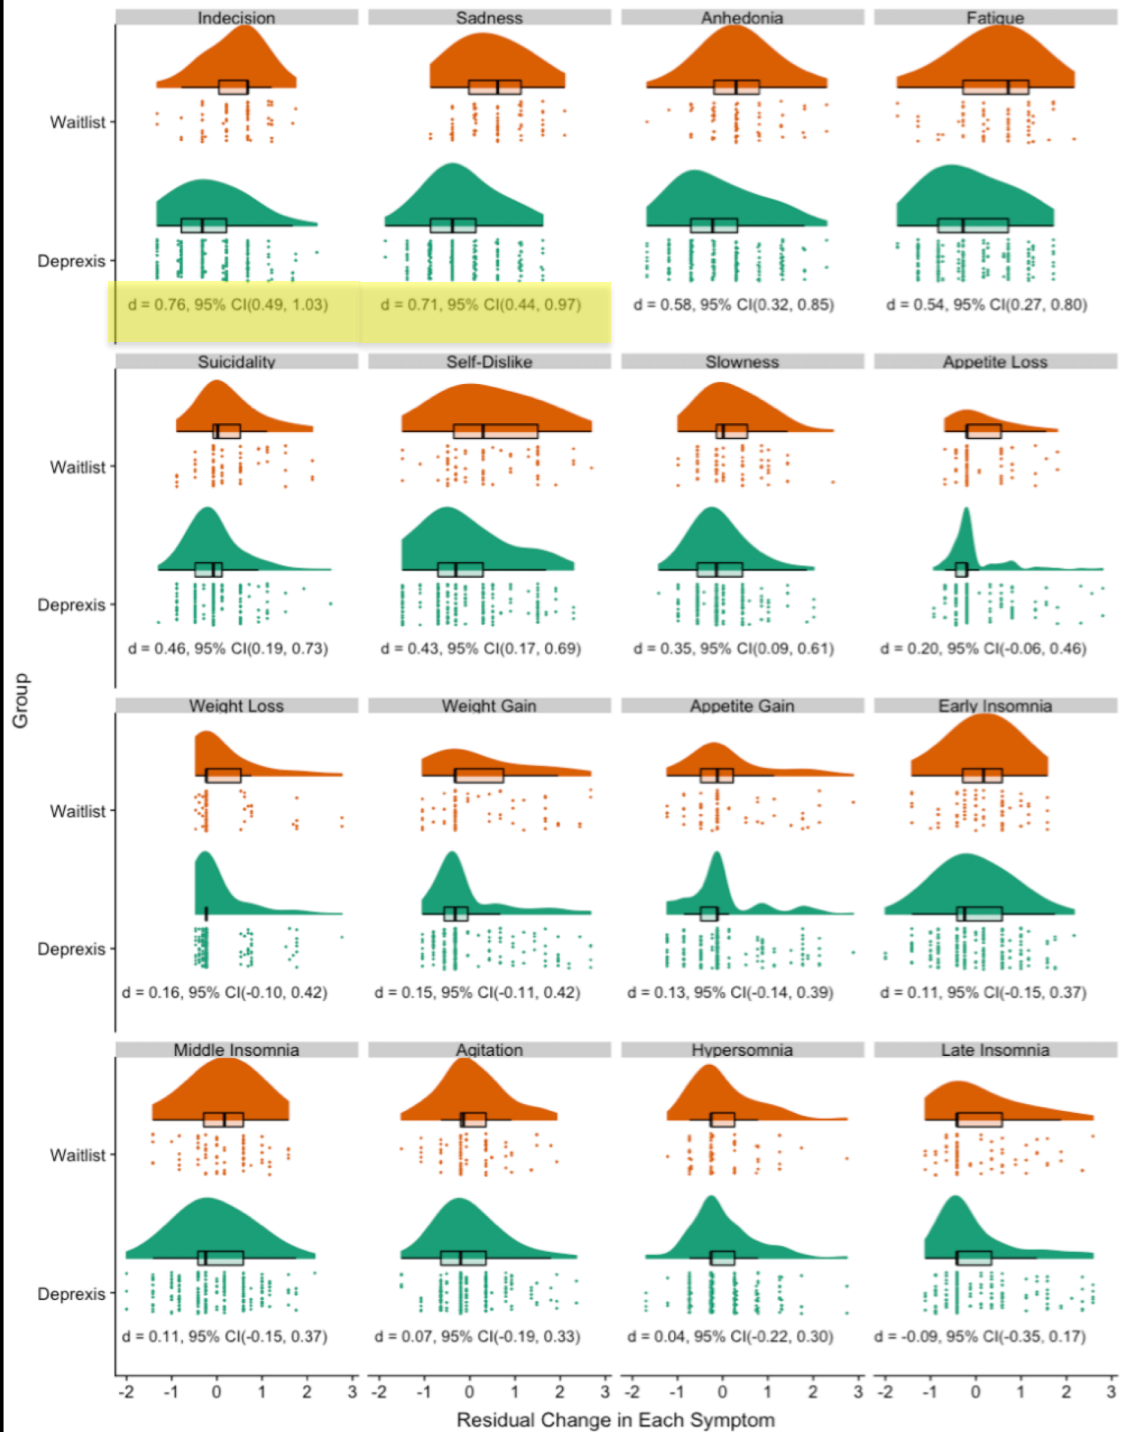 Indecision Sadness Anhedonia Fatigue
Waitlist
Deprexis
d = 0.76, 95% CI(0.49, 1.03) d = 0.71, 95% CI(0.44, 0.97) d = 0.58, 95% CI(0.32, 0.85) d = 0.54, 95% CI(0.27, 0.80)
Suicidality Self-Dislike Slowness Appetite Loss
Waitlist
Deprexis
d = 0.46, 95% CI(0.19, 0.73) d = 0.43, 95% CI(0.17, 0.69) d = 0.35, 95% CI(0.09, 0.61) d = 0.20, 95% CI(-0.06, 0.46)
Group
Weight Loss Weight Gain Appetite Gain Early Insomnia
Waitlist
Deprexis
d = 0.16, 95% CI(-0.10, 0.42) d = 0.15, 95% CI(-0.11, 0.42) d = 0.13, 95% CI(-0.14, 0.39) d = 0.11, 95% CI(-0.15, 0.37)
Middle Insomnia Agitation Hypersomnia Late Insomnia
Waitlist
Deprexis
d = 0.11, 95% CI(-0.15, 0.37) d = 0.07, 95% CI(-0.19, 0.33) d = 0.04, 95% CI(-0.22, 0.30) d = -0.09, 95% CI(-0.35, 0.17)
-2 -1 0 1 2 3 -2 -1 0 1 2 3 -2 -1 0 1 2 3 -2 -1 0 1 2 3
Residual Change in Each Symptom